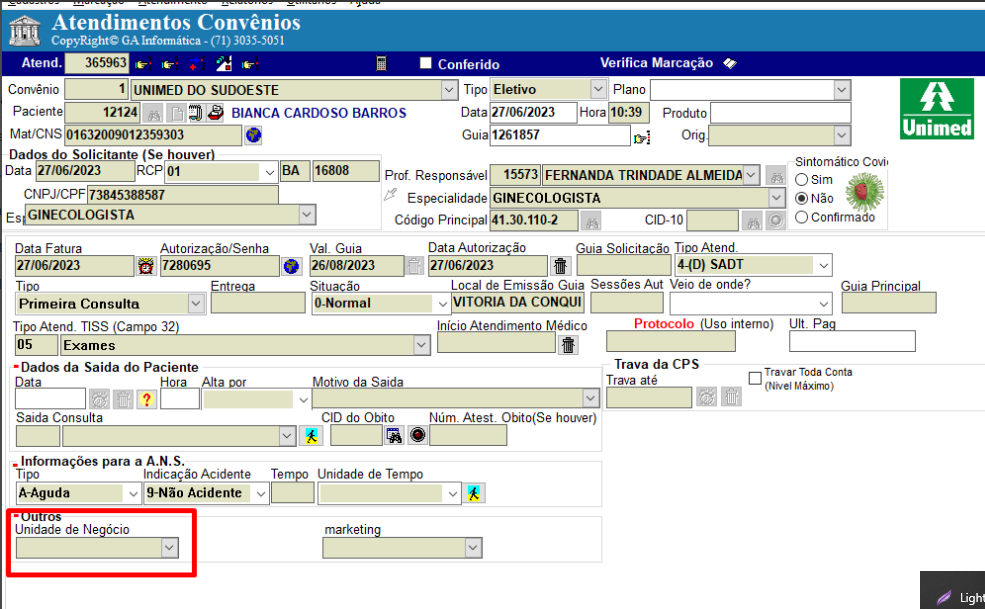 Cadastros Marcação Atendimento Relatórios Utilitários Ajuda
Atendimentos Convênios
CopyRight© GA Informática - (71) 3035-5051
Atend. 365963 Conferido Verifica Marcação
Convênio 1 UNIMED DO SUDOESTE Tipo Eletivo Plano
Paciente 12124 BIANCA CARDOSO BARROS Data 27/06/2023 Hora 10:39 Produto
Mat/CNS 01632009012359303 Guia 1261857 Orig.
Unimed
Dados do Solicitante (Se houver)
Data 27/06/2023 RCP 01 BA 16808
CNPJ/CPF 73845388587
Esp GINECOLOGISTA
Prof. Responsável 15573 FERNANDA TRINDADE ALMEIDA
Especialidade GINECOLOGISTA
Código Principal 41.30.110-2 CID-10
Sintomático Covi
Sim
Não
Confirmado
Data Fatura Autorização/Senha Val. Guia Data Autorização Guia Solicitação Tipo Atend.
27/06/2023 7280695 26/08/2023 27/06/2023 4-(D) SADT
Tipo Entrega Situação Local de Emissão Guia Sessões Aut Veio de onde? Guia Principal
Primeira Consulta 0-Normal VITORIA DA CONQUI
Tipo Atend. TISS (Campo 32) Início Atendimento Médico Protocolo (Uso interno) Ult. Pag
05 Exames
Dados da Saida do Paciente
Data Hora Alta por Motivo da Saida
?
Saida Consulta CID do Obito Núm. Atest. Obito(Se houver)
Trava da CPS
Trava até
Travar Toda Conta
(Nivel Máximo)
Informações para a A.N.S.
Tipo Indicação Acidente Tempo Unidade de Tempo
A-Aguda 9-Não Acidente
Outros
Unidade de Negócio marketing
Light